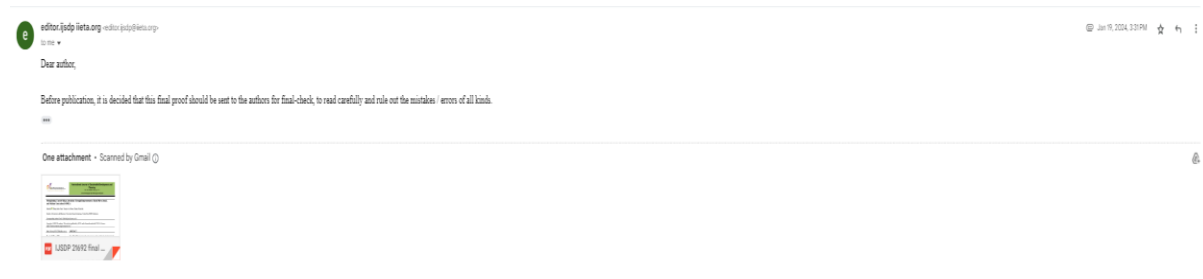 e
editor.ijsdp iieta.org <editor.ijsdp@iieta.org>
Jan 19, 2024, 3:31 PM
to me
Dear author,
Before publication, it is decided that this final proof should be sent to the authors for final-check, to read carefully and rule out the mistakes / errors of all kinds.
One attachment • Scanned by Gmail
IJSDP 21692 final ...